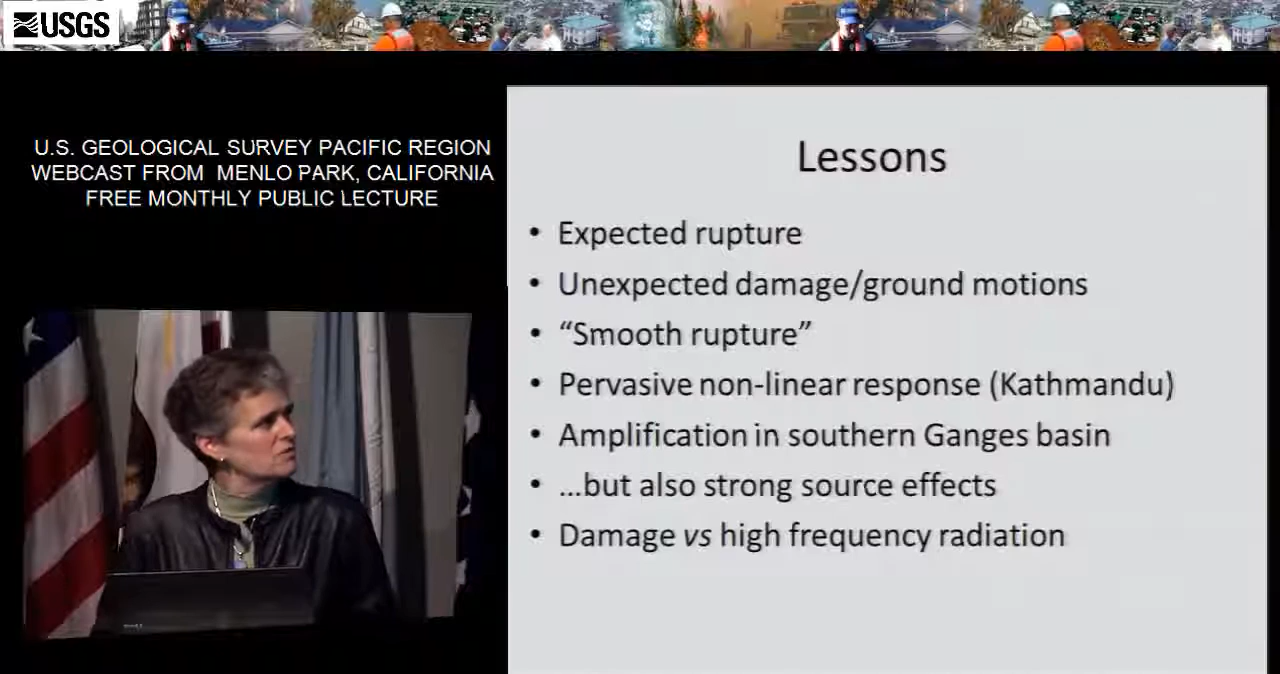 USGS
U.S. GEOLOGICAL SURVEY PACIFIC REGION
WEBCAST FROM MENLO PARK, CALIFORNIA
FREE MONTHLY PUBLIC LECTURE
Lessons
• Expected rupture
• Unexpected damage/ground motions
• “Smooth rupture”
• Pervasive non-linear response (Kathmandu)
• Amplification in southern Ganges basin
• ...but also strong source effects
• Damage vs high frequency radiation